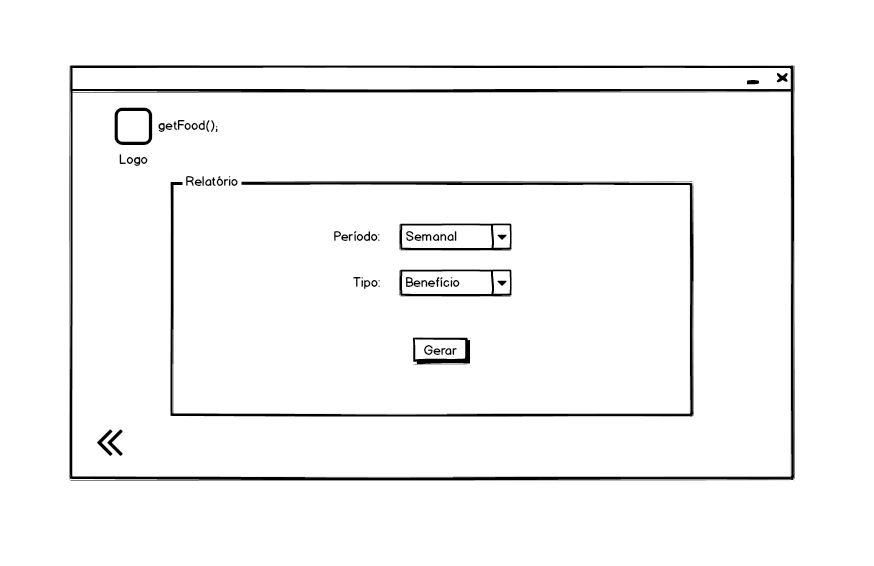 getFood();
Logo
Relatório
Período: Semanal
Tipo: Benefício
Gerar